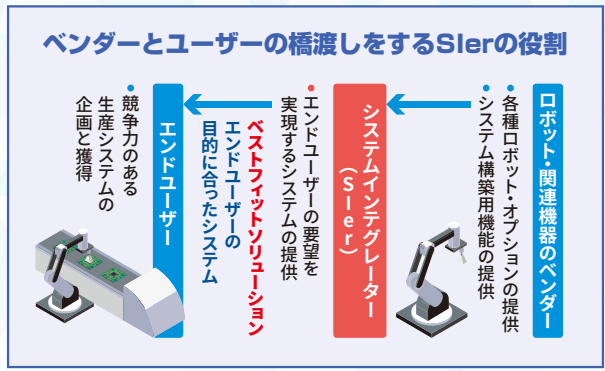 ベンダーとユーザーの橋渡しをするSIerの役割
ロボット・関連機器のベンダー
・各種ロボット・オプションの提供
・システム構築用機能の提供
システムインテグレーター
(SIer)
・エンドユーザーの要望を
実現するシステムの提供
ベストフィットソリューション
エンドユーザーの
目的に合ったシステム
エンドユーザー
・競争力のある
生産システムの
企画と獲得